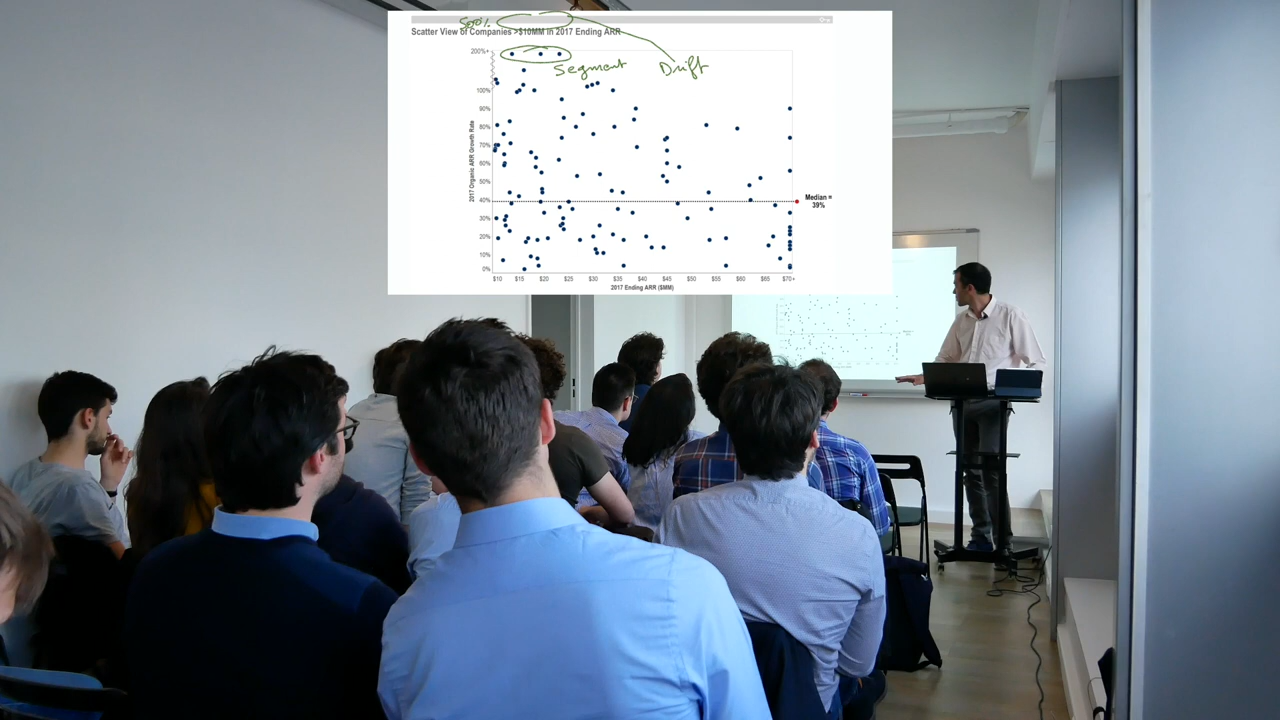 500%
Scatter View of Companies >$10MM in 2017 Ending ARR
200%+
Segment
Drift
100%
90%
80%
70%
60%
50%
40%
30%
20%
10%
0%
2017 Organic ARR Growth Rate
Median =
39%
$10 $15 $20 $25 $30 $35 $40 $45 $50 $55 $60 $65 $70+
2017 Ending ARR ($MM)